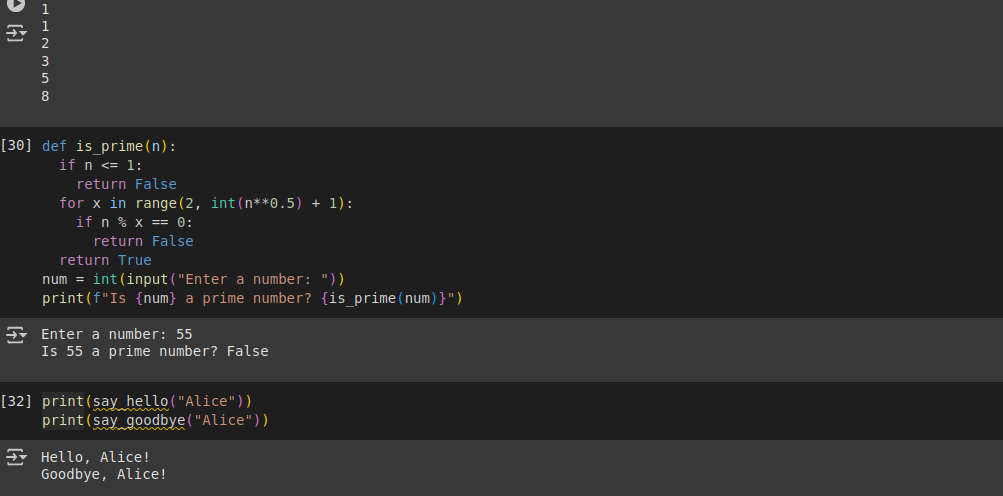 1
1
2
3
5
8
[30] def is_prime(n):
  if n <= 1:
    return False
  for x in range(2, int(n**0.5) + 1):
    if n % x == 0:
      return False
  return True
num = int(input("Enter a number: "))
print(f"Is {num} a prime number? {is_prime(num)}")
Enter a number: 55
Is 55 a prime number? False
[32] print(say_hello("Alice"))
print(say_goodbye("Alice"))
Hello, Alice!
Goodbye, Alice!